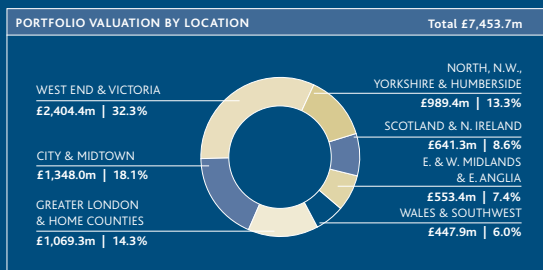 PORTFOLIO VALUATION BY LOCATION
Total £7,453.7m
WEST END & VICTORIA
£2,404.4m | 32.3%
CITY & MIDTOWN
£1,348.0m | 18.1%
GREATER LONDON
& HOME COUNTIES
£1,069.3m | 14.3%
NORTH, N.W.,
YORKSHIRE & HUMBERSIDE
£989.4m | 13.3%
SCOTLAND & N. IRELAND
£641.3m | 8.6%
E. & W. MIDLANDS
& E. ANGLIA
£553.4m | 7.4%
WALES & SOUTHWEST
£447.9m | 6.0%